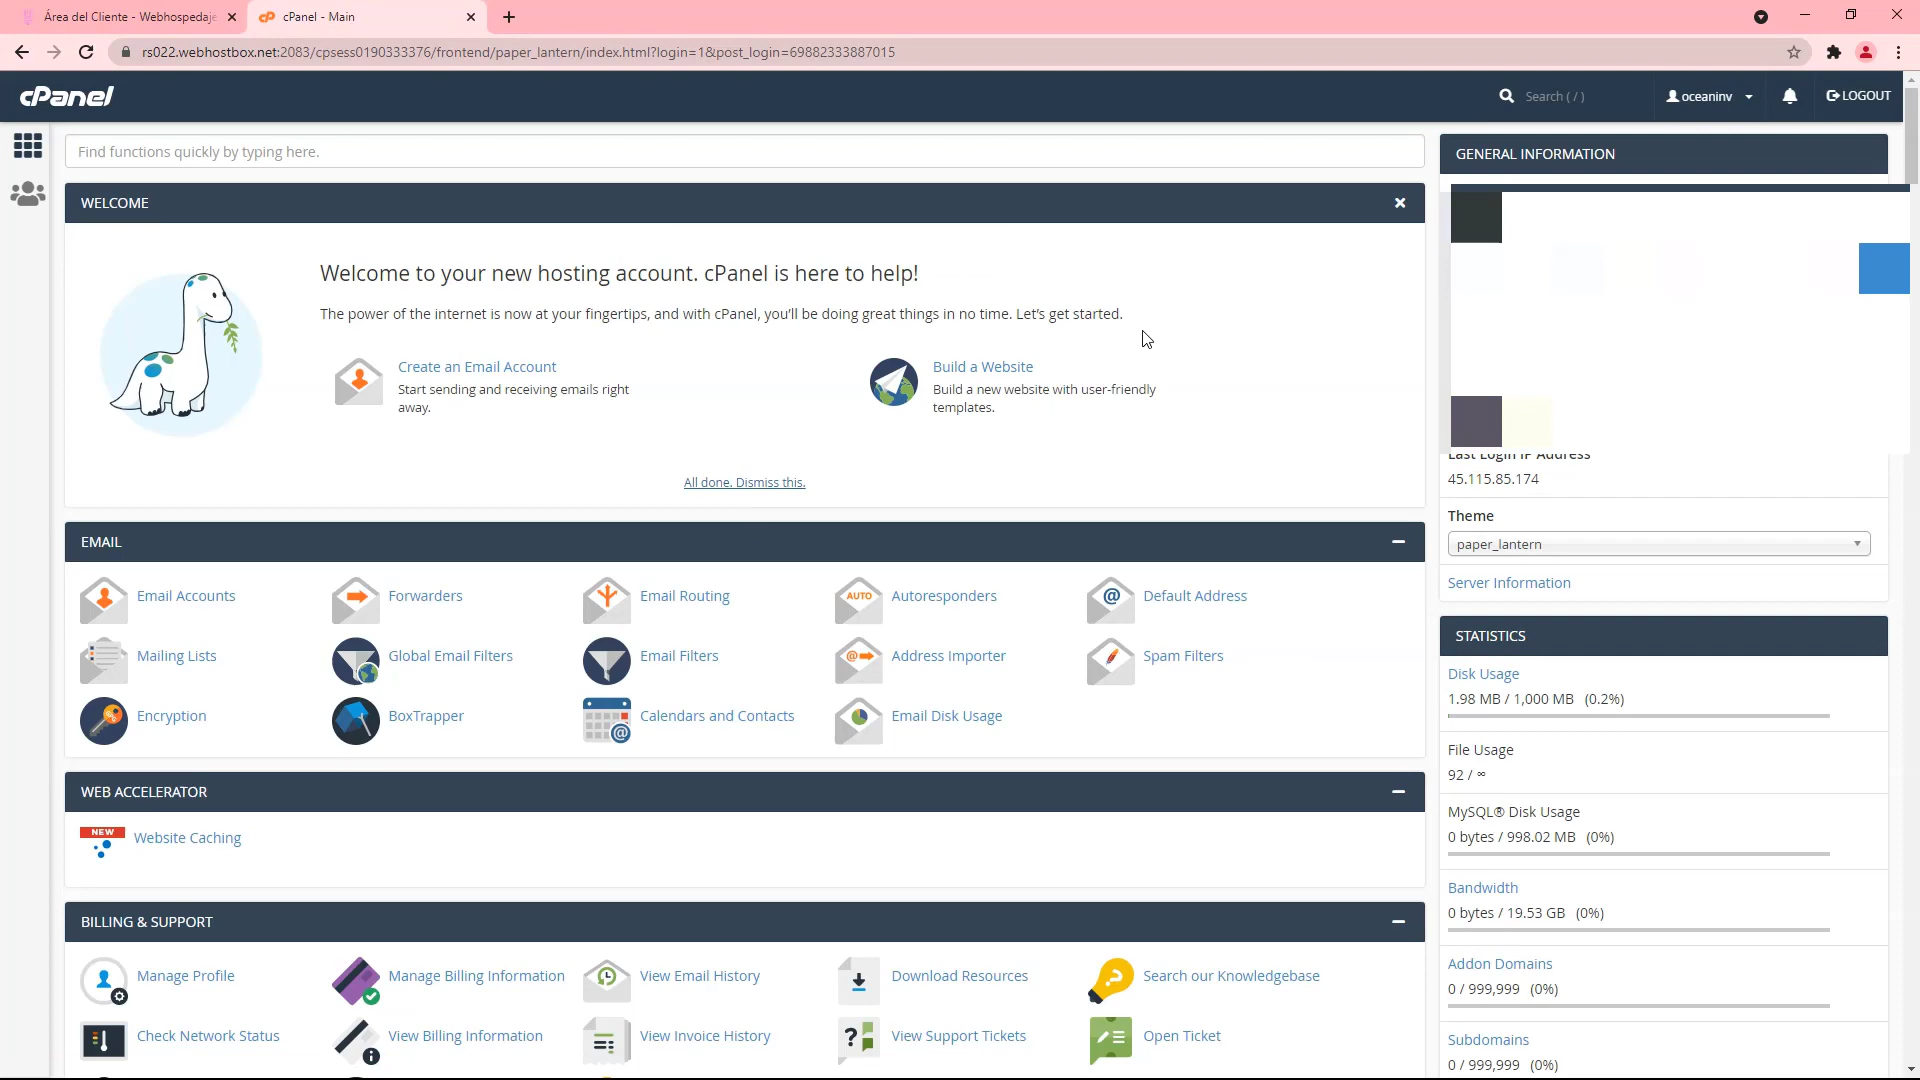 Área del Cliente - Webhospedaje
cPanel - Main
rs022.webhostbox.net:2083/cpsess0190333376/frontend/paper_lantern/index.html?login=1&post_login=69882333887015
cPanel
Search ( / )
oceaninv
LOGOUT
Find functions quickly by typing here.
WELCOME
Welcome to your new hosting account. cPanel is here to help!
The power of the internet is now at your fingertips, and with cPanel, you'll be doing great things in no time. Let's get started.
Create an Email Account
Start sending and receiving emails right
away.
Build a Website
Build a new website with user-friendly
templates.
All done. Dismiss this.
EMAIL
Email Accounts
Forwarders
Email Routing
AUTO
Autoresponders
Default Address
Mailing Lists
Global Email Filters
Email Filters
Address Importer
Spam Filters
Encryption
BoxTrapper
Calendars and Contacts
Email Disk Usage
WEB ACCELERATOR
NEW
Website Caching
BILLING & SUPPORT
Manage Profile
Manage Billing Information
View Email History
Download Resources
Search our Knowledgebase
Check Network Status
View Billing Information
View Invoice History
View Support Tickets
Open Ticket
GENERAL INFORMATION
Last Login IP Address
45.115.85.174
Theme
paper_lantern
Server Information
STATISTICS
Disk Usage
1.98 MB / 1,000 MB (0.2%)
File Usage
92 / ∞
MySQL® Disk Usage
0 bytes / 998.02 MB (0%)
Bandwidth
0 bytes / 19.53 GB (0%)
Addon Domains
0 / 999,999 (0%)
Subdomains
0 / 999,999 (0%)